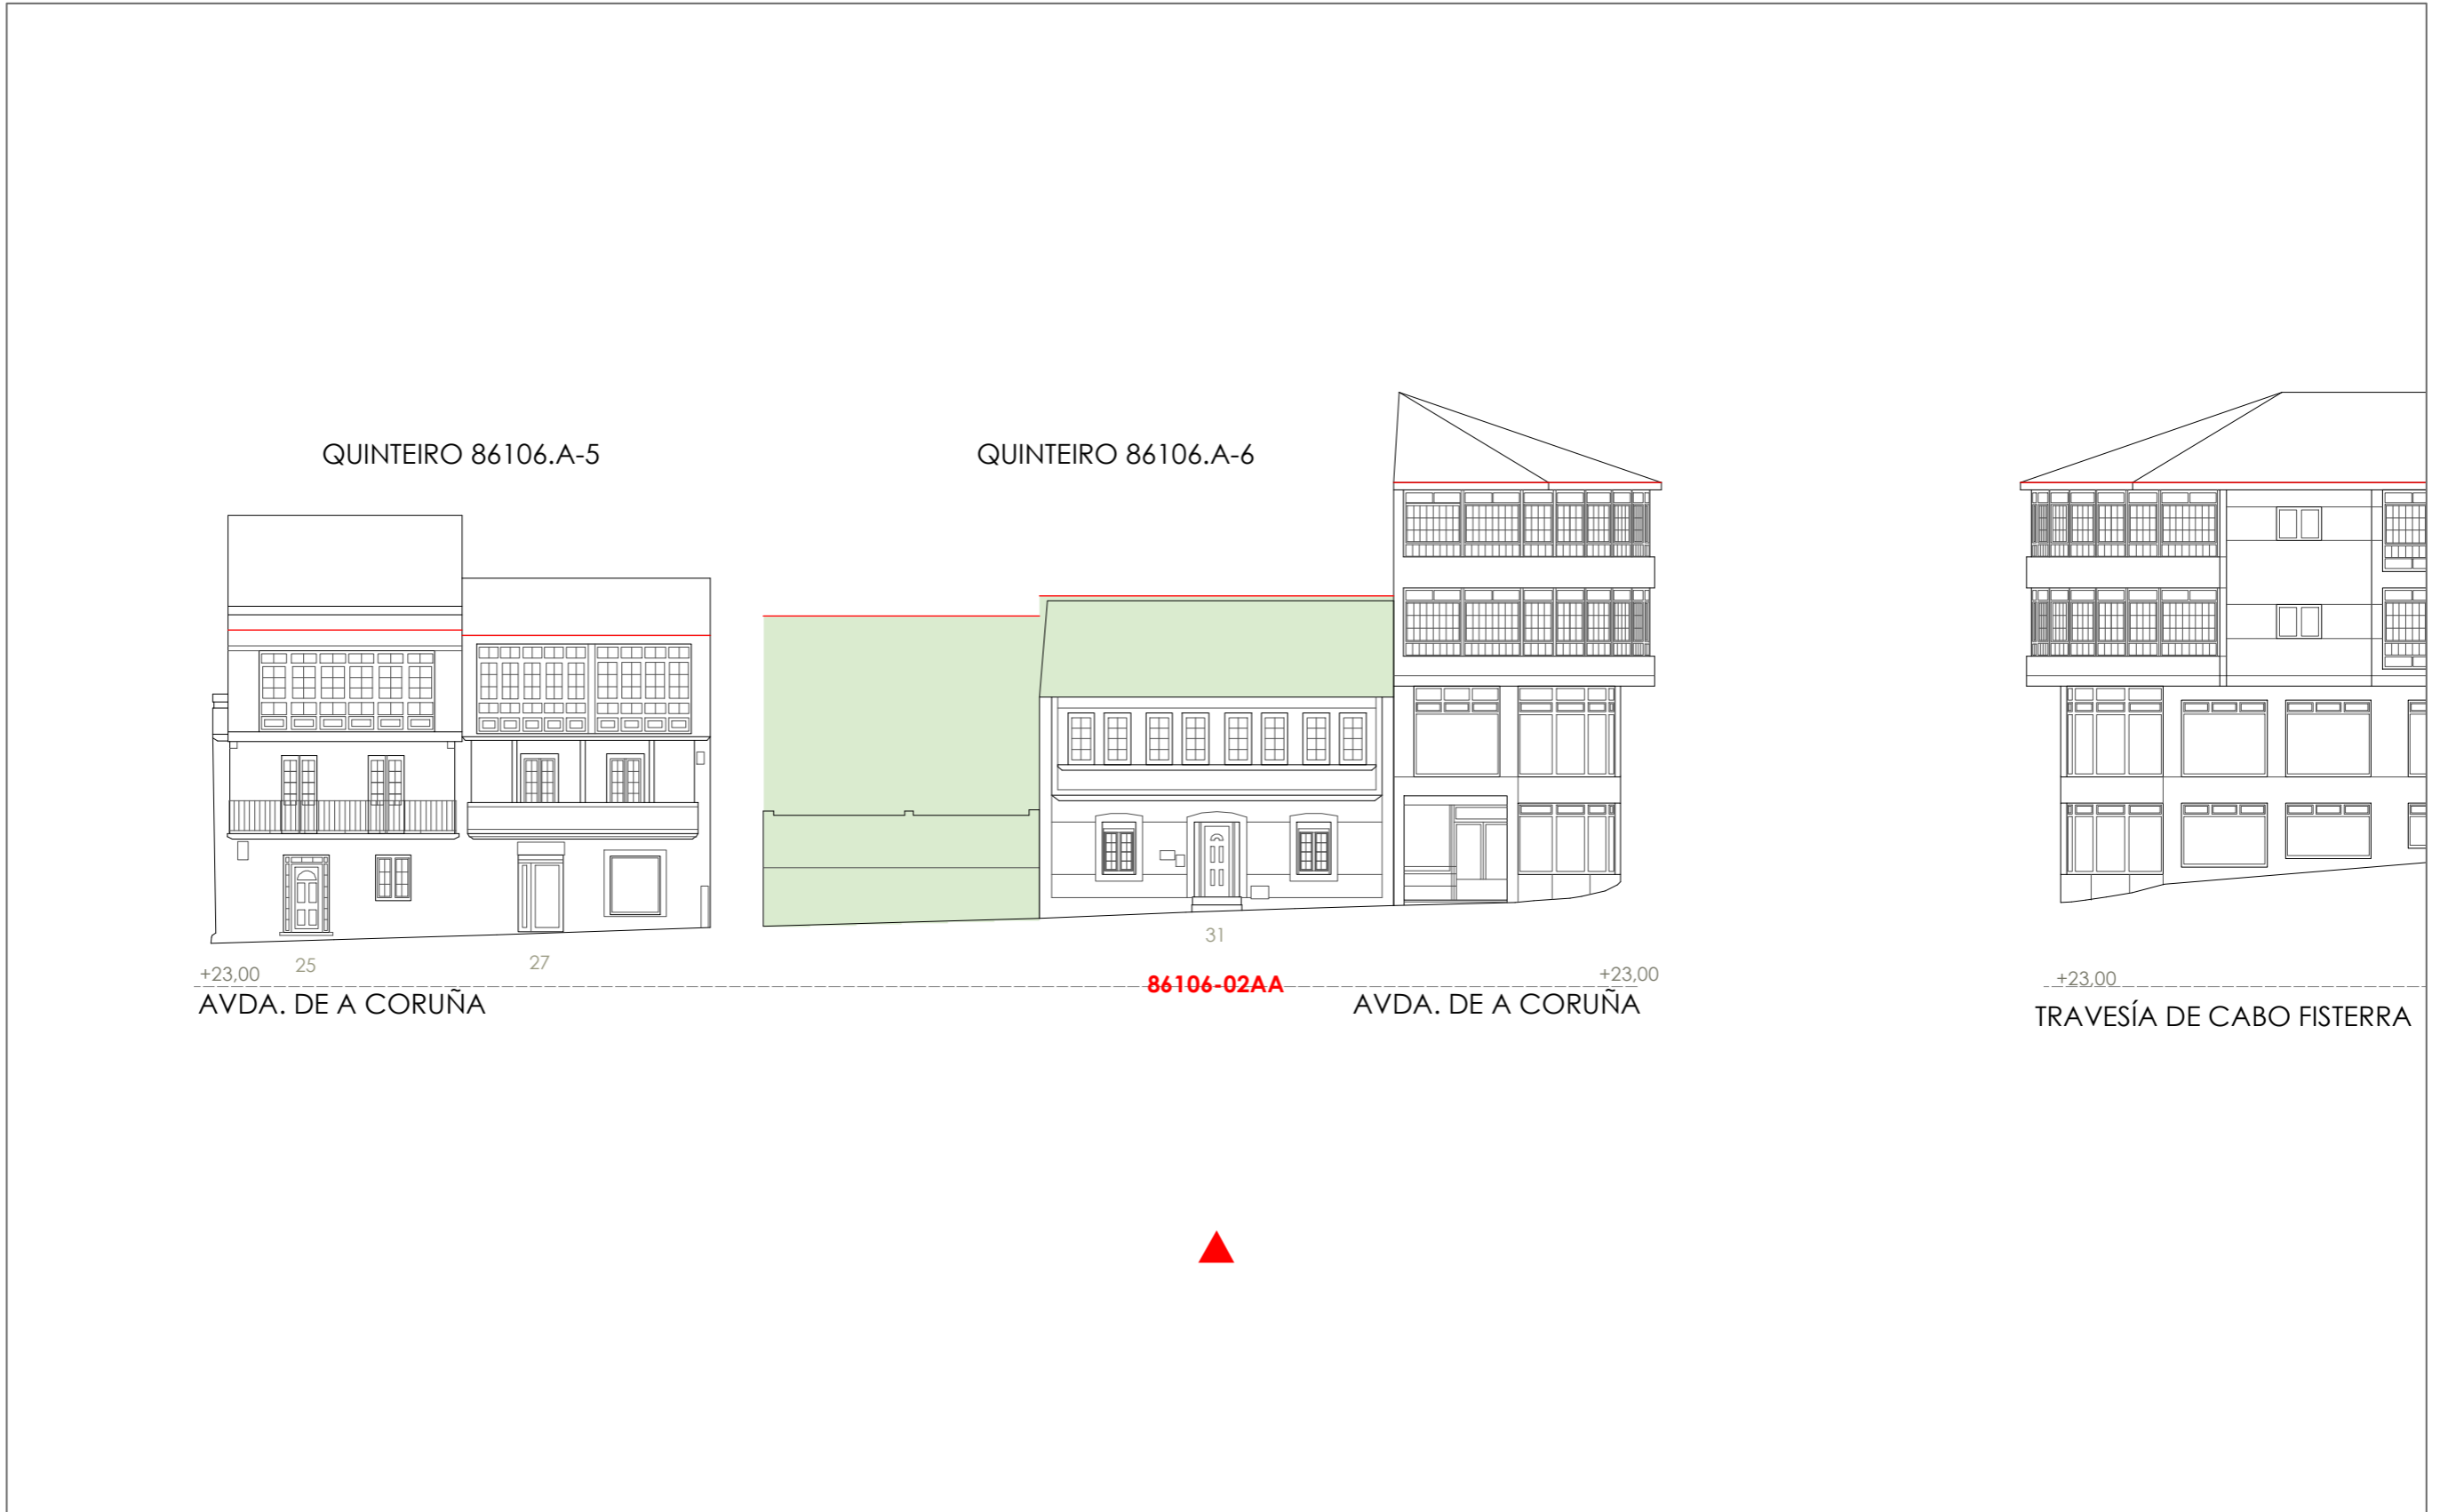 QUINTEIRO 86106.A-5
QUINTEIRO 86106.A-6
31
25
27
+23,00
86106-02AA
+23,00
+23,00
AVDA. DE A CORUÑA
AVDA. DE A CORUÑA
TRAVESÍA DE CABO FISTERRA